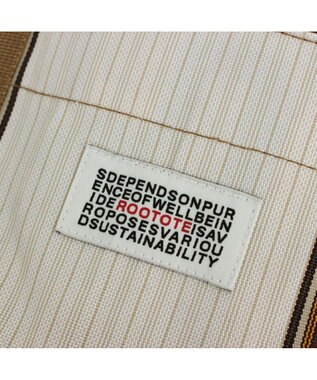 SDEPENDSONPUR
ENCEOFWELLBEIN
IDEROOTOTEISAV
ROPOSESVARIOU
DSUSTAINABILITY